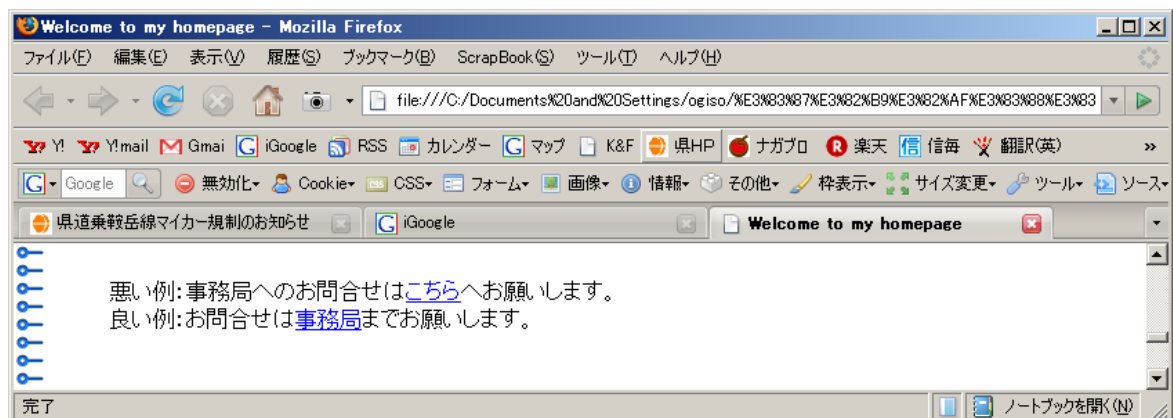 Welcome to my homepage - Mozilla Firefox
ファイル(F) 編集(E) 表示(V) 履歴(S) ブックマーク(B) ScrapBook(S) ツール(T) ヘルプ(H)
file:///C:/Documents%20and%20Settings/ogiso/%E3%83%87%E3%82%B9%E3%82%AF%E3%83%88%E3%83
Y! Y!mail Gmai iGoogle RSS カレンダー マップ K&F 県HP ナガブロ 楽天 信毎 翻訳(英) »
Google 無効化 Cookie CSS フォーム 画像 情報 その他 枠表示 サイズ変更 ツール ソース
県道乗鞍岳線マイカー規制のお知らせ iGoogle Welcome to my homepage
悪い例:事務局へのお問合せはこちらへお願いします。
良い例:お問合せは事務局までお願いします。
完了 ノートブックを開く(N)